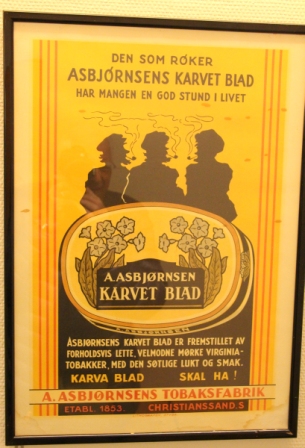 DEN SOM RØKER
ASBJØRNSENS KARVET BLAD
HAR MANGEN EN GOD STUND I LIVET
A.ASBJØRNSEN
KARVET BLAD
A.ASBJØRNSEN
ASBJØRNSENS KARVET BLAD ER FREMSTILLET AV
FORHOLDSVIS LETTE, VELMODNE MØRKE VIRGINIA-
TOBAKKER, MED DEN SØTLIGE LUKT OG SMAK.
KARVA BLAD SKAL HA !
A. ASBJØRNSENS TOBAKSFABRIK
ETABL. 1853. CHRISTIANSSAND.S